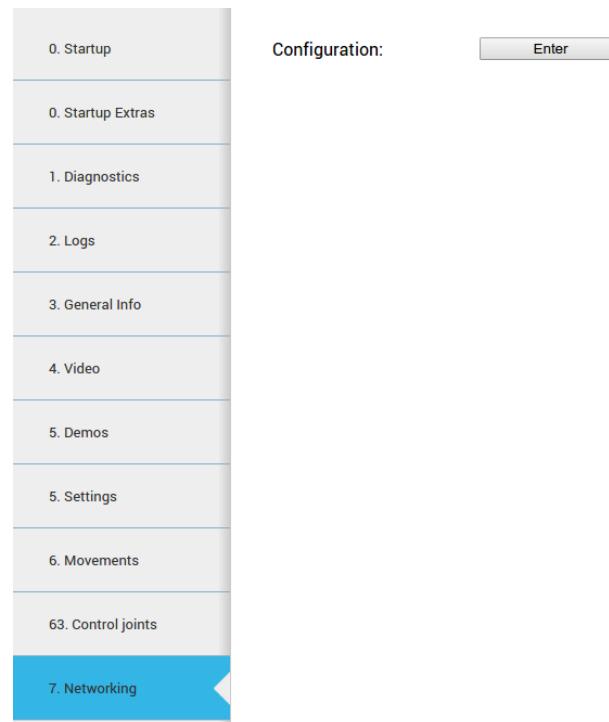 0. Startup
Configuration:
Enter
0. Startup Extras
1. Diagnostics
2. Logs
3. General Info
4. Video
5. Demos
5. Settings
6. Movements
63. Control joints
7. Networking